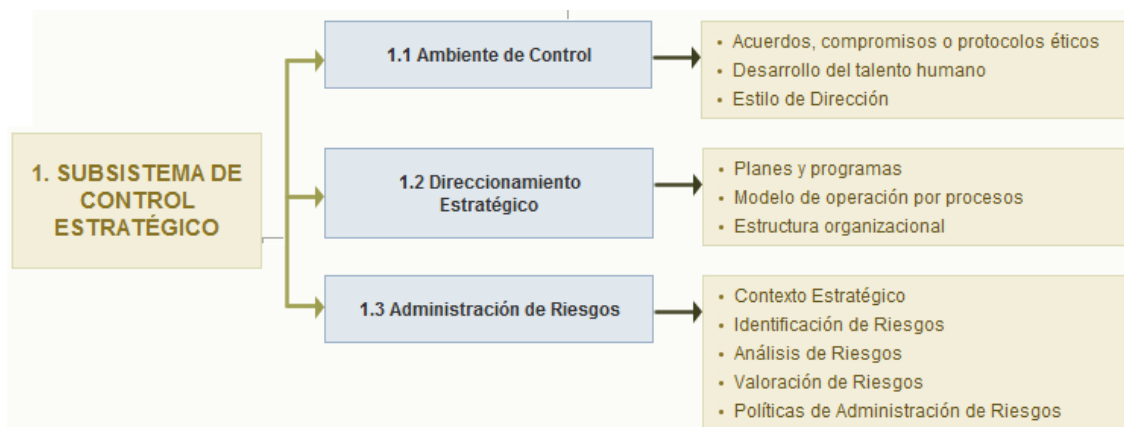 1. SUBSISTEMA DE
CONTROL
ESTRATÉGICO
1.1 Ambiente de Control
• Acuerdos, compromisos o protocolos éticos
• Desarrollo del talento humano
• Estilo de Dirección
1.2 Direccionamiento
Estratégico
• Planes y programas
• Modelo de operación por procesos
• Estructura organizacional
1.3 Administración de Riesgos
• Contexto Estratégico
• Identificación de Riesgos
• Análisis de Riesgos
• Valoración de Riesgos
• Políticas de Administración de Riesgos